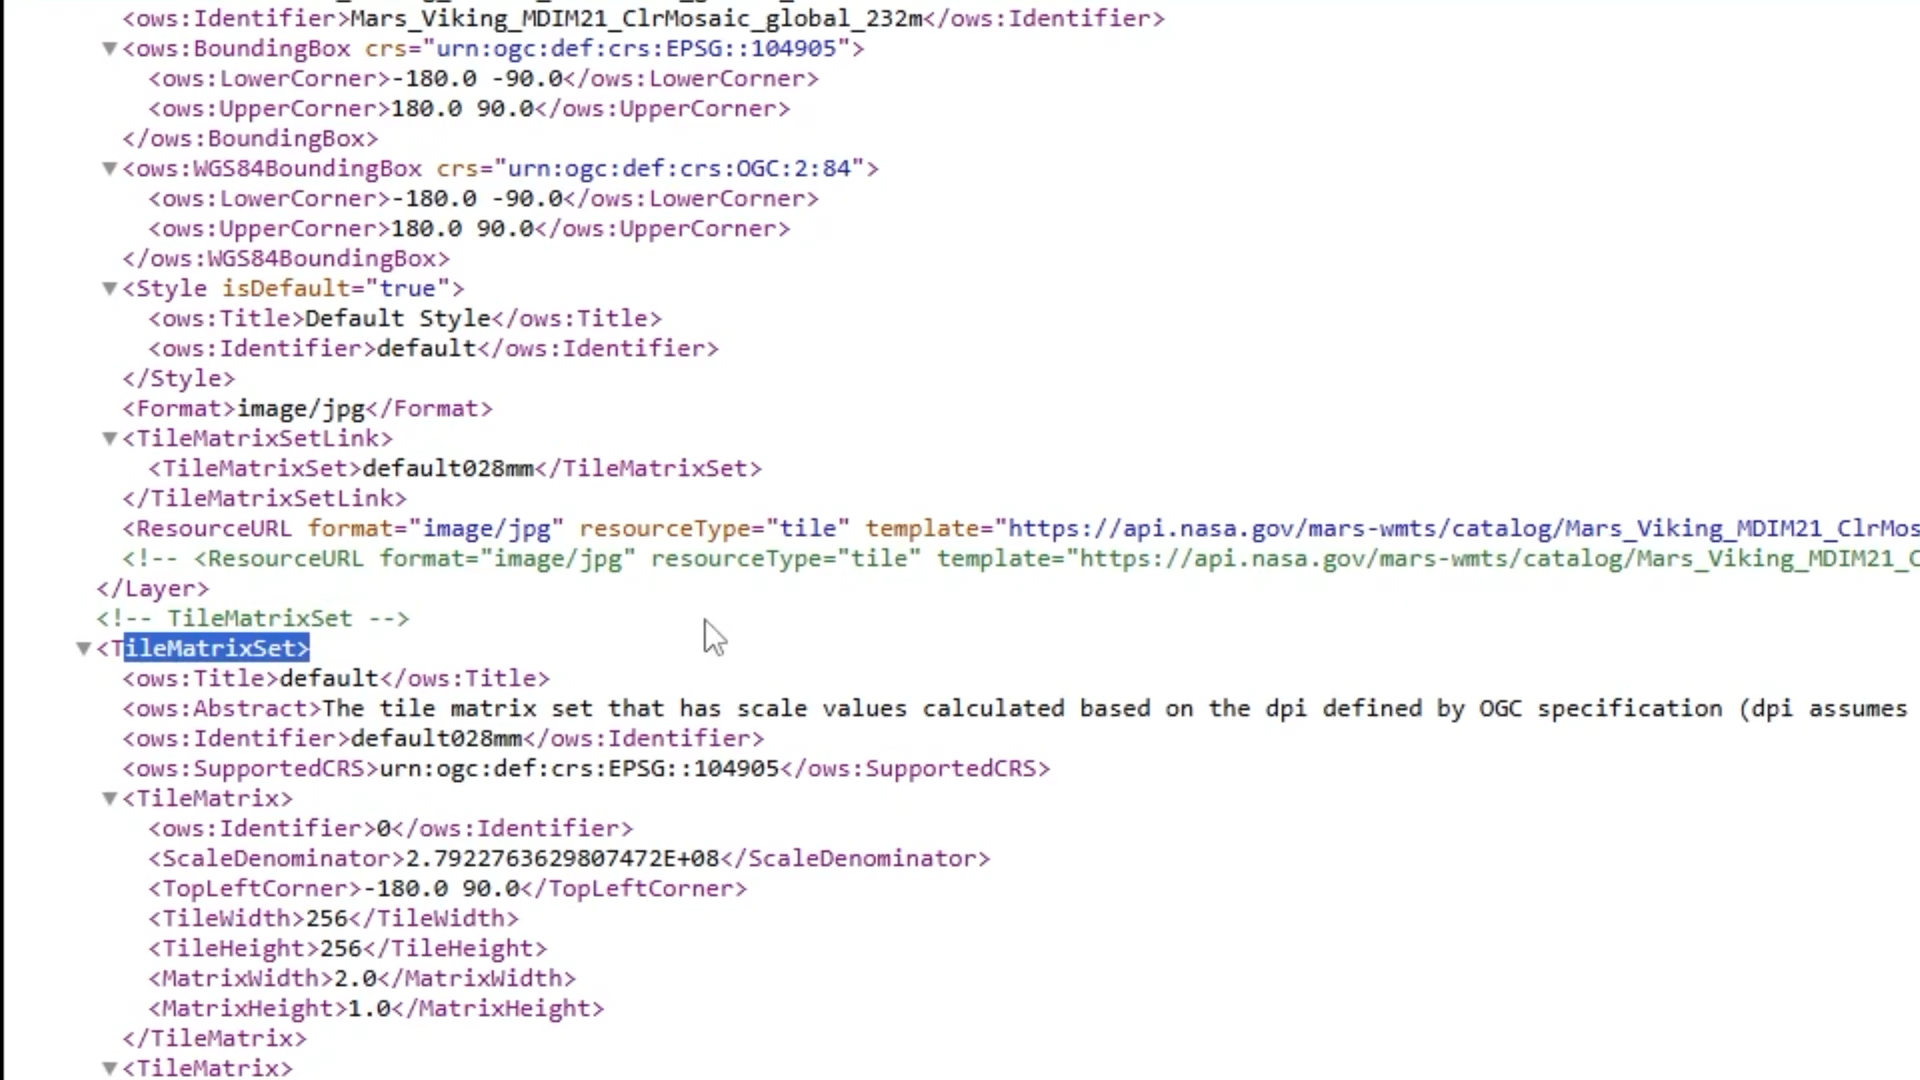 <ows:Identifier>Mars_Viking_MDIM21_ClrMosaic_global_232m</ows:Identifier>
▼<ows:BoundingBox crs="urn:ogc:def:crs:EPSG::104905">
<ows:LowerCorner>-180.0 -90.0</ows:LowerCorner>
<ows:UpperCorner>180.0 90.0</ows:UpperCorner>
</ows:BoundingBox>
▼<ows:WGS84BoundingBox crs="urn:ogc:def:crs:OGC:2:84">
<ows:LowerCorner>-180.0 -90.0</ows:LowerCorner>
<ows:UpperCorner>180.0 90.0</ows:UpperCorner>
</ows:WGS84BoundingBox>
▼<Style isDefault="true">
<ows:Title>Default Style</ows:Title>
<ows:Identifier>default</ows:Identifier>
</Style>
<Format>image/jpg</Format>
▼<TileMatrixSetLink>
<TileMatrixSet>default028mm</TileMatrixSet>
</TileMatrixSetLink>
<ResourceURL format="image/jpg" resourceType="tile" template="https://api.nasa.gov/mars-wmts/catalog/Mars_Viking_MDIM21_ClrMos
<!-- <ResourceURL format="image/jpg" resourceType="tile" template="https://api.nasa.gov/mars-wmts/catalog/Mars_Viking_MDIM21_C
</Layer>
<!-- TileMatrixSet -->
▼<TileMatrixSet>
<ows:Title>default</ows:Title>
<ows:Abstract>The tile matrix set that has scale values calculated based on the dpi defined by OGC specification (dpi assumes
<ows:Identifier>default028mm</ows:Identifier>
<ows:SupportedCRS>urn:ogc:def:crs:EPSG::104905</ows:SupportedCRS>
▼<TileMatrix>
<ows:Identifier>0</ows:Identifier>
<ScaleDenominator>2.7922763629807472E+08</ScaleDenominator>
<TopLeftCorner>-180.0 90.0</TopLeftCorner>
<TileWidth>256</TileWidth>
<TileHeight>256</TileHeight>
<MatrixWidth>2.0</MatrixWidth>
<MatrixHeight>1.0</MatrixHeight>
</TileMatrix>
▼<TileMatrix>